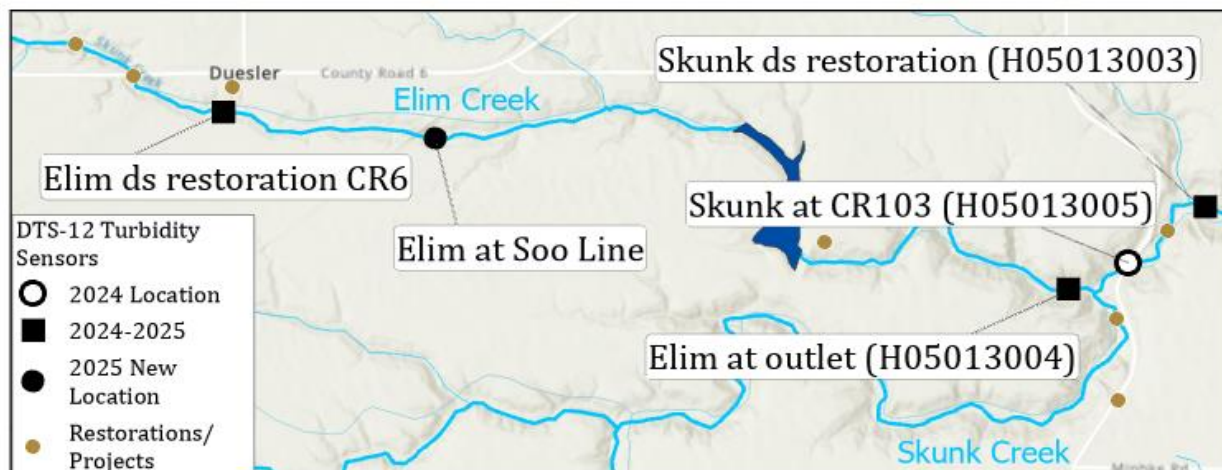 Skunk ds restoration (H05013003)
Skunk Creek
Duesler
County Road 6
Elim Creek
Elim ds restoration CR6
Skunk at CR103 (H05013005)
Elim at Soo Line
DTS-12 Turbidity
Sensors
2024 Location
2024-2025
2025 New
Location
Restorations/
Projects
Elim at outlet (H05013004)
Skunk Creek